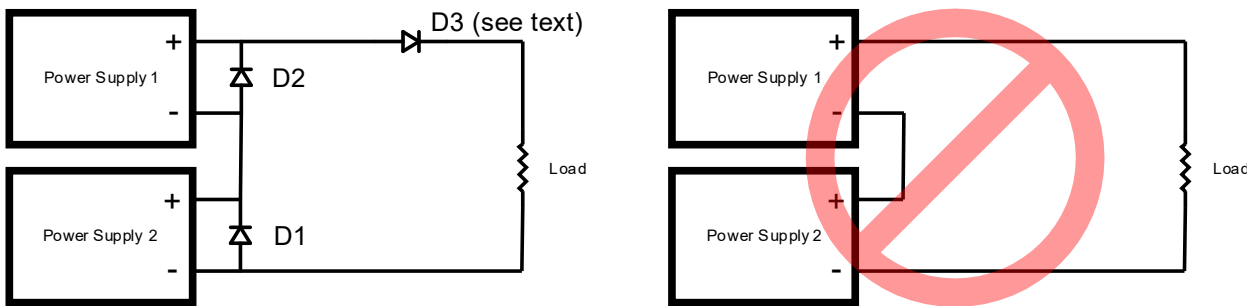 D3 (see text)
+
Power Supply 1
D2
-
Load
+
Power Supply 2
D1
-
+
Power Supply 1
-
Load
+
Power Supply 2
-